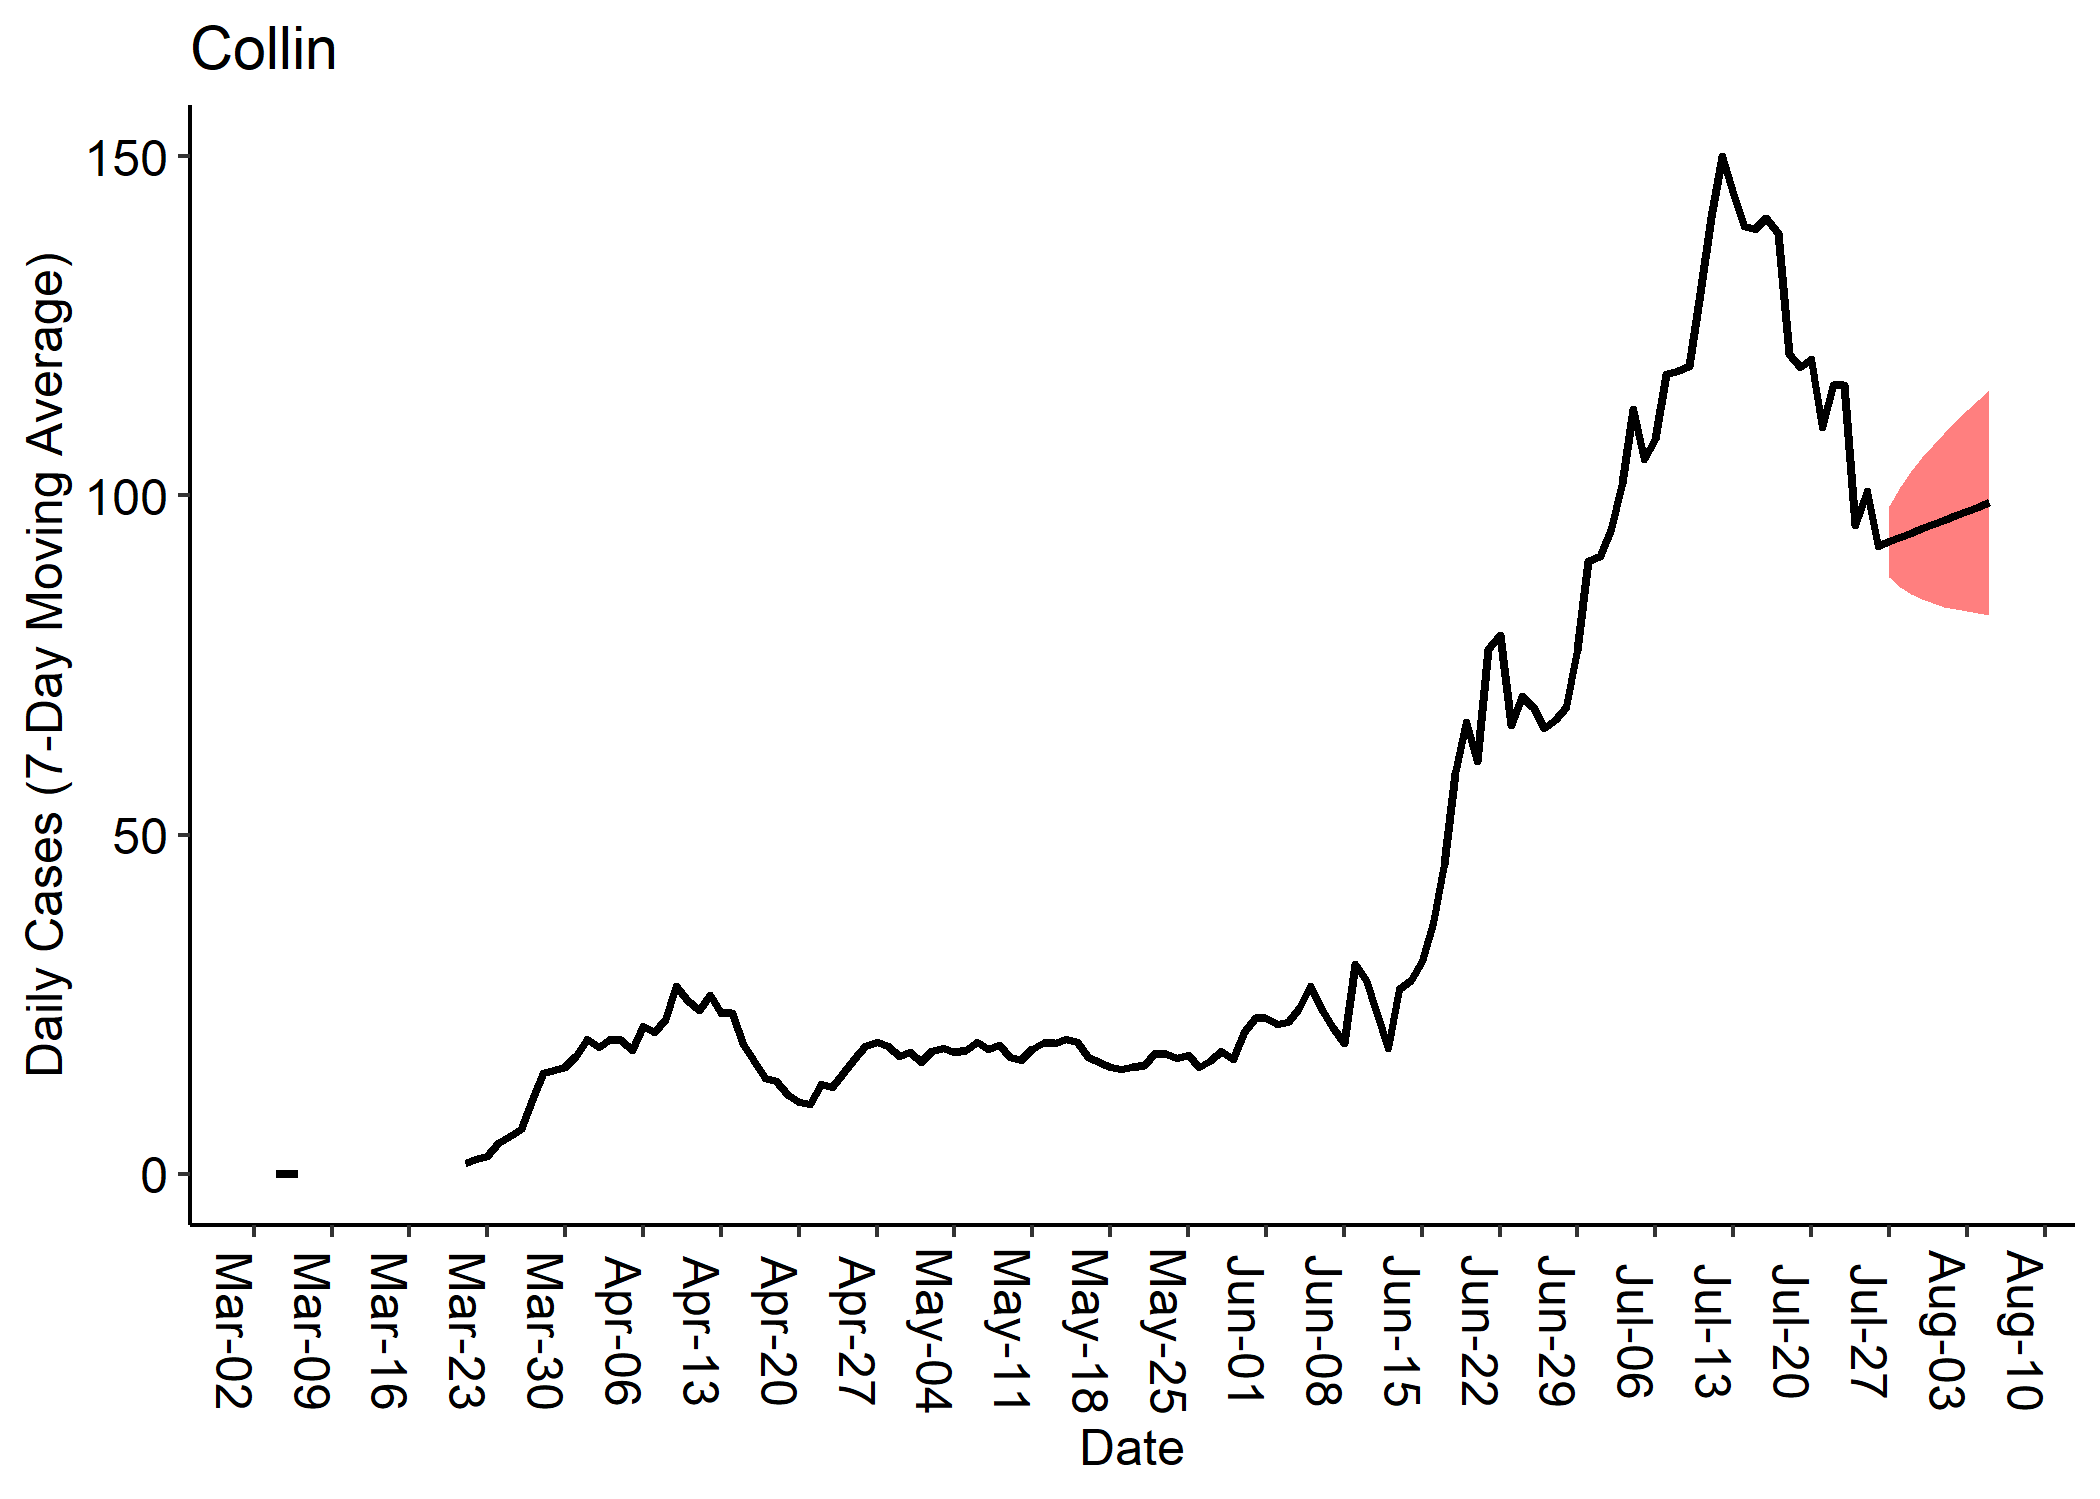 Collin
Daily Cases (7-Day Moving Average)
150
100
50
0
Mar-02
Mar-09
Mar-16
Mar-23
Mar-30
Apr-06
Apr-13
Apr-20
Apr-27
May-04
May-11
May-18
May-25
Jun-01
Jun-08
Jun-15
Jun-22
Jun-29
Jul-06
Jul-13
Jul-20
Jul-27
Aug-03
Aug-10
Date